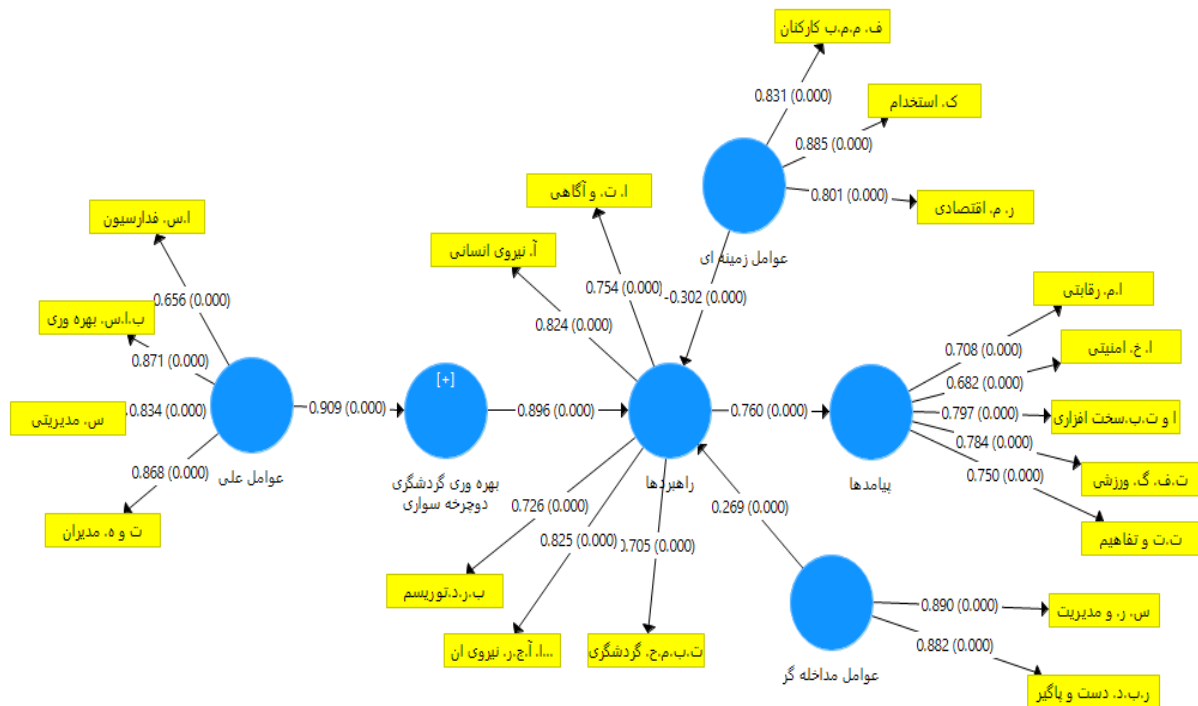 ف. م.م.ب کارکنان
0.831 (0.000)
ک. استخدام
0.885 (0.000)
ر. م. اقتصادی
0.801 (0.000)
عوامل زمینه ای
-0.302 (0.000)
ا. ت. و آگاهی
0.754 (0.000)
آ. نیروی انسانی
0.824 (0.000)
ا.س. فدارسیون
0.656 (0.000)
ب.ا.س. بهره وری
0.871 (0.000)
س. مدیریتی
0.834 (0.000)
ت و ه. مدیران
0.868 (0.000)
عوامل علی
0.909 (0.000)
[+]
بهره وری گردشگری
دوچرخه سواری
0.896 (0.000)
راهبردها
0.760 (0.000)
پیامدها
ا.م. رقابتی
0.708 (0.000)
ا. خ. امنیتی
0.682 (0.000)
ا و ت.ب.سخت افزاری
0.797 (0.000)
ت.ف. گ. ورزشی
0.784 (0.000)
ت.ت و تفاهیم
0.750 (0.000)
0.726 (0.000)
ب.ر.د.توریسم
0.825 (0.000)
...ا. آ.ج.ر. نیروی ان
0.705 (0.000)
ت.ب.م.ح. گردشگری
0.269 (0.000)
عوامل مداخله گر
0.890 (0.000)
س. ر. و مدیریت
0.882 (0.000)
ر.ب.د. دست و پاگیر